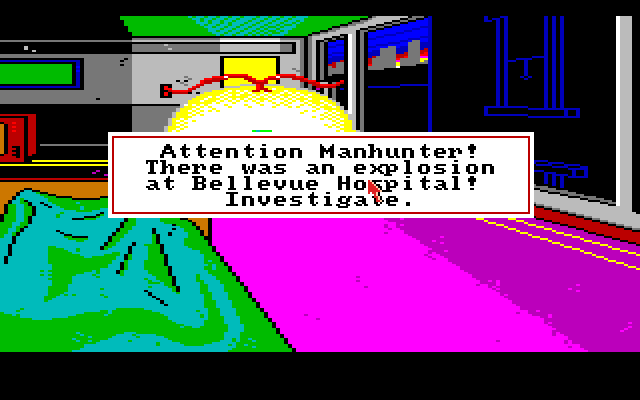 Attention Manhunter!
There was an explosion
at Bellevue Hospital!
Investigate.